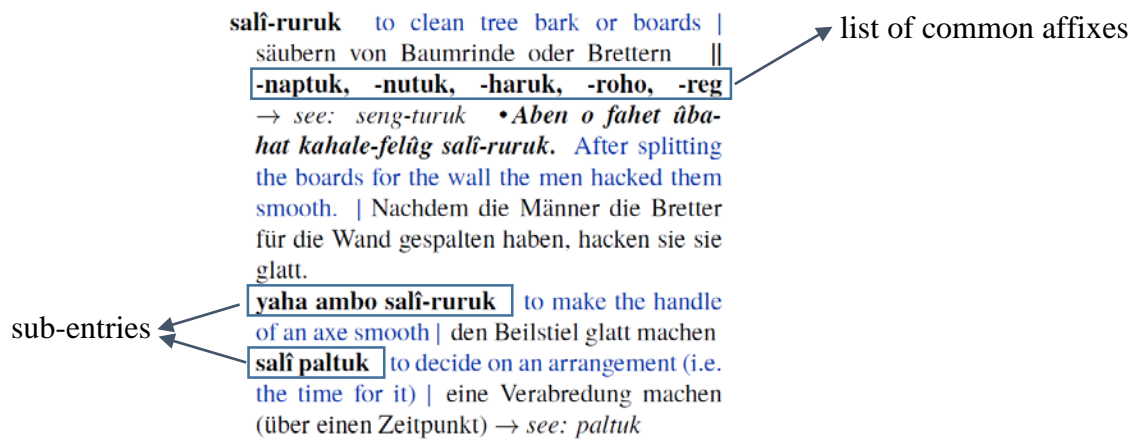 salî-ruruk to clean tree bark or boards |
list of common affixes
säubern von Baumrinde oder Brettern ||
-naptuk, -nutuk, -haruk, -roho, -reg
→ see: seng-turuk • Aben o fahet ûba-
hat kahale-felûg salî-ruruk. After splitting
the boards for the wall the men hacked them
smooth. | Nachdem die Männer die Bretter
für die Wand gespalten haben, hacken sie sie
glatt.
yaha ambo salî-ruruk to make the handle
sub-entries
of an axe smooth | den Beilstiel glatt machen
salî paltuk to decide on an arrangement (i.e.
the time for it) | eine Verabredung machen
(über einen Zeitpunkt) → see: paltuk